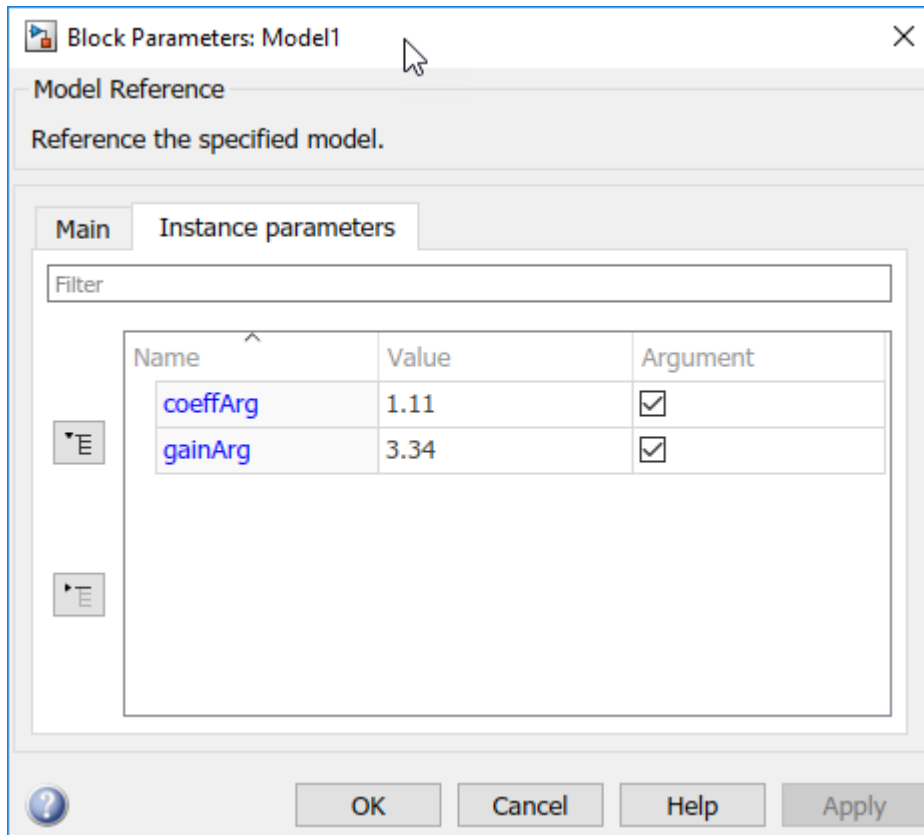 Block Parameters: Model1
Model Reference
Reference the specified model.
Main Instance parameters
Filter
Name Value Argument
coeffArg 1.11
gainArg 3.34
OK Cancel Help Apply